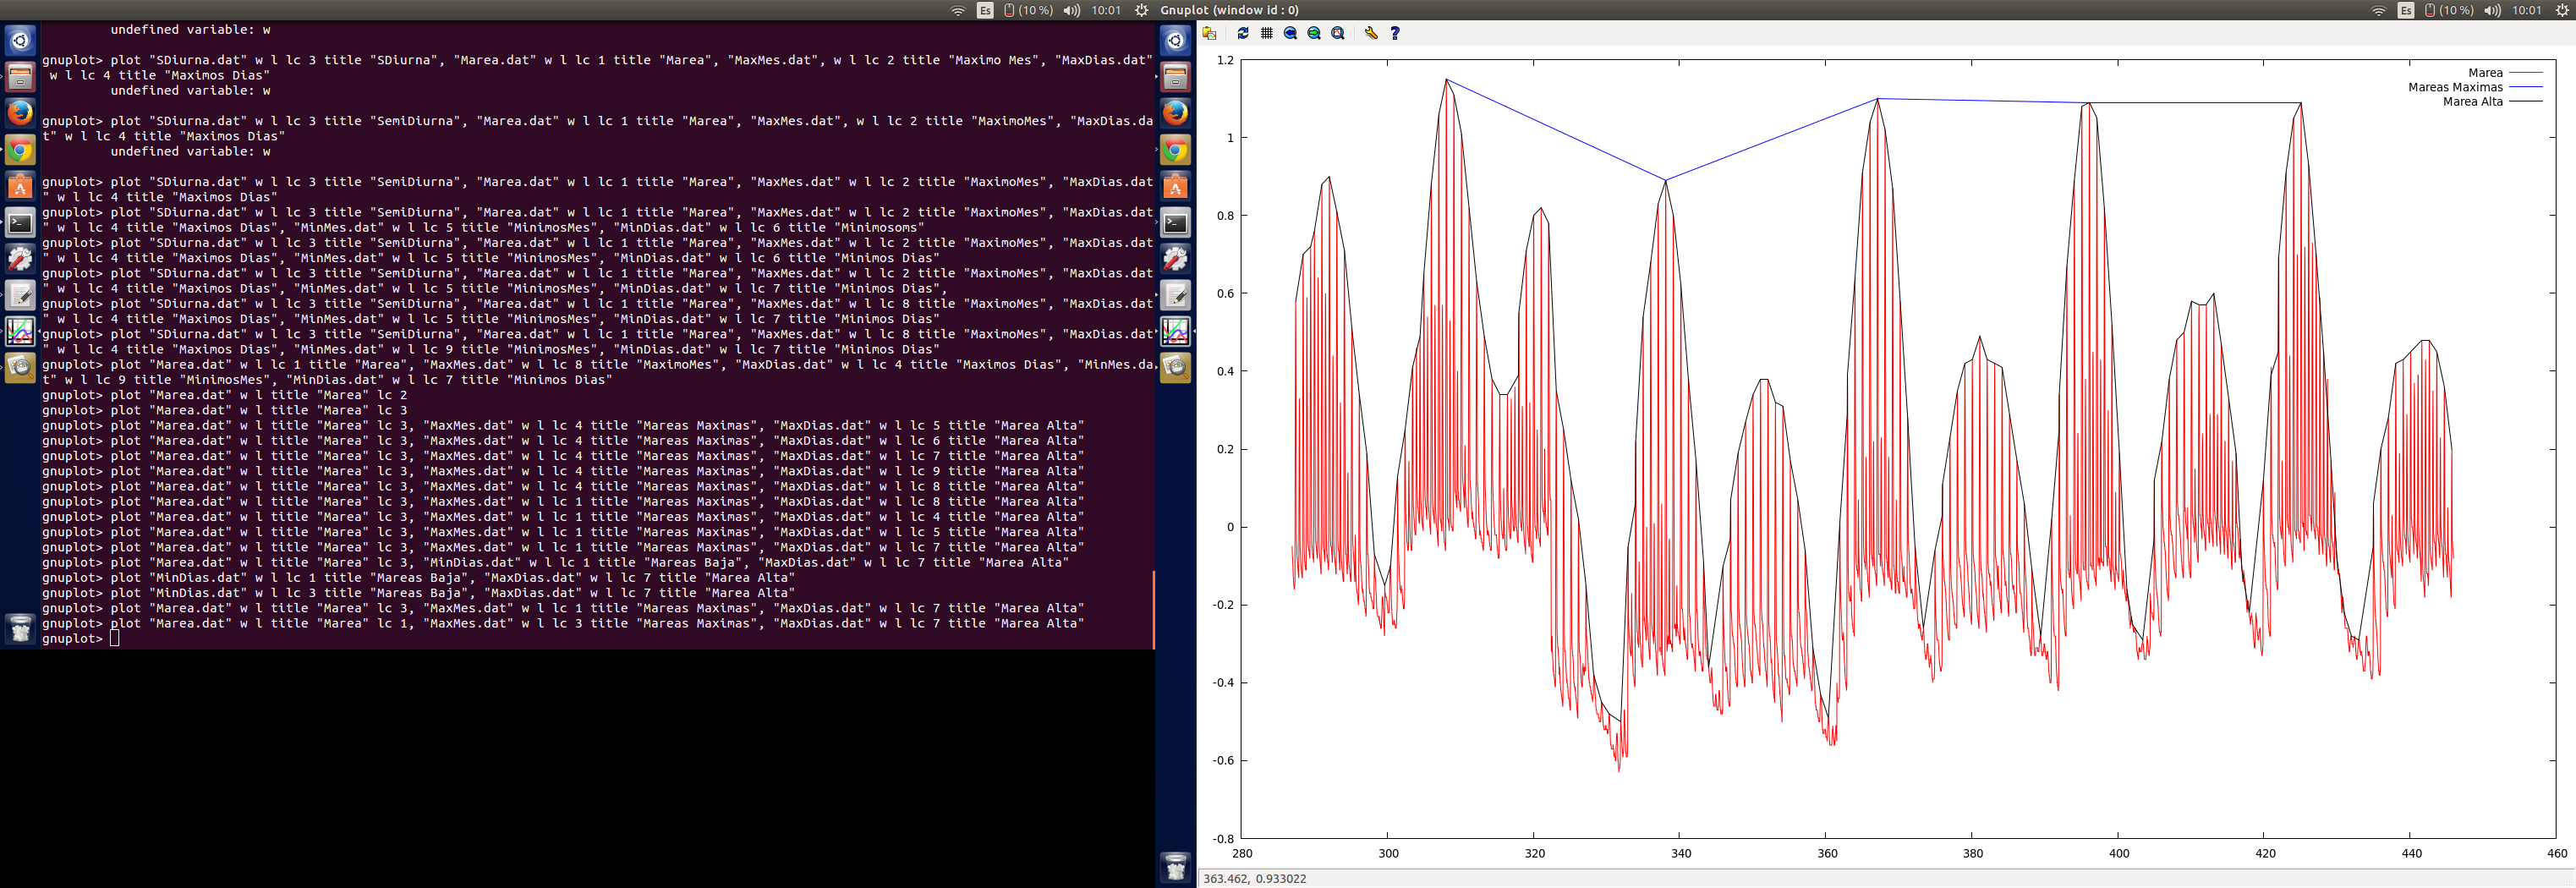 Es (10 %) 10:01
undefined variable: w
gnuplot> plot "SDiurna.dat" w l lc 3 title "SDiurna", "Marea.dat" w l lc 1 title "Marea", "MaxMes.dat", w l lc 2 title "Maximo Mes", "MaxDias.dat"
w l lc 4 title "Maximos Dias"
undefined variable: w
gnuplot> plot "SDiurna.dat" w l lc 3 title "SemiDiurna", "Marea.dat" w l lc 1 title "Marea", "MaxMes.dat", w l lc 2 title "MaximoMes", "MaxDias.da
t" w l lc 4 title "Maximos Dias"
undefined variable: w
gnuplot> plot "SDiurna.dat" w l lc 3 title "SemiDiurna", "Marea.dat" w l lc 1 title "Marea", "MaxMes.dat" w l lc 2 title "MaximoMes", "MaxDias.dat
" w l lc 4 title "Maximos Dias"
gnuplot> plot "SDiurna.dat" w l lc 3 title "SemiDiurna", "Marea.dat" w l lc 1 title "Marea", "MaxMes.dat" w l lc 2 title "MaximoMes", "MaxDias.dat
" w l lc 4 title "Maximos Dias", "MinMes.dat" w l lc 5 title "MinimosMes", "MinDias.dat" w l lc 6 title "Minimosoms"
gnuplot> plot "SDiurna.dat" w l lc 3 title "SemiDiurna", "Marea.dat" w l lc 1 title "Marea", "MaxMes.dat" w l lc 2 title "MaximoMes", "MaxDias.dat
" w l lc 4 title "Maximos Dias", "MinMes.dat" w l lc 5 title "MinimosMes", "MinDias.dat" w l lc 6 title "Minimos Dias"
gnuplot> plot "SDiurna.dat" w l lc 3 title "SemiDiurna", "Marea.dat" w l lc 1 title "Marea", "MaxMes.dat" w l lc 2 title "MaximoMes", "MaxDias.dat
" w l lc 4 title "Maximos Dias", "MinMes.dat" w l lc 5 title "MinimosMes", "MinDias.dat" w l lc 7 title "Minimos Dias",
gnuplot> plot "SDiurna.dat" w l lc 3 title "SemiDiurna", "Marea.dat" w l lc 1 title "Marea", "MaxMes.dat" w l lc 8 title "MaximoMes", "MaxDias.dat
" w l lc 4 title "Maximos Dias", "MinMes.dat" w l lc 5 title "MinimosMes", "MinDias.dat" w l lc 7 title "Minimos Dias"
gnuplot> plot "SDiurna.dat" w l lc 3 title "SemiDiurna", "Marea.dat" w l lc 1 title "Marea", "MaxMes.dat" w l lc 8 title "MaximoMes", "MaxDias.dat
" w l lc 4 title "Maximos Dias", "MinMes.dat" w l lc 9 title "MinimosMes", "MinDias.dat" w l lc 7 title "Minimos Dias"
gnuplot> plot "Marea.dat" w l lc 1 title "Marea", "MaxMes.dat" w l lc 8 title "MaximoMes", "MaxDias.dat" w l lc 4 title "Maximos Dias", "MinMes.da
t" w l lc 9 title "MinimosMes", "MinDias.dat" w l lc 7 title "Minimos Dias"
gnuplot> plot "Marea.dat" w l title "Marea" lc 2
gnuplot> plot "Marea.dat" w l title "Marea" lc 3
gnuplot> plot "Marea.dat" w l title "Marea" lc 3, "MaxMes.dat" w l lc 4 title "Mareas Maximas", "MaxDias.dat" w l lc 5 title "Marea Alta"
gnuplot> plot "Marea.dat" w l title "Marea" lc 3, "MaxMes.dat" w l lc 4 title "Mareas Maximas", "MaxDias.dat" w l lc 6 title "Marea Alta"
gnuplot> plot "Marea.dat" w l title "Marea" lc 3, "MaxMes.dat" w l lc 4 title "Mareas Maximas", "MaxDias.dat" w l lc 7 title "Marea Alta"
gnuplot> plot "Marea.dat" w l title "Marea" lc 3, "MaxMes.dat" w l lc 4 title "Mareas Maximas", "MaxDias.dat" w l lc 9 title "Marea Alta"
gnuplot> plot "Marea.dat" w l title "Marea" lc 3, "MaxMes.dat" w l lc 4 title "Mareas Maximas", "MaxDias.dat" w l lc 8 title "Marea Alta"
gnuplot> plot "Marea.dat" w l title "Marea" lc 3, "MaxMes.dat" w l lc 1 title "Mareas Maximas", "MaxDias.dat" w l lc 8 title "Marea Alta"
gnuplot> plot "Marea.dat" w l title "Marea" lc 3, "MaxMes.dat" w l lc 1 title "Mareas Maximas", "MaxDias.dat" w l lc 4 title "Marea Alta"
gnuplot> plot "Marea.dat" w l title "Marea" lc 3, "MaxMes.dat" w l lc 1 title "Mareas Maximas", "MaxDias.dat" w l lc 5 title "Marea Alta"
gnuplot> plot "Marea.dat" w l title "Marea" lc 3, "MaxMes.dat" w l lc 1 title "Mareas Maximas", "MaxDias.dat" w l lc 7 title "Marea Alta"
gnuplot> plot "Marea.dat" w l title "Marea" lc 3, "MinDias.dat" w l lc 1 title "Mareas Baja", "MaxDias.dat" w l lc 7 title "Marea Alta"
gnuplot> plot "MinDias.dat" w l lc 1 title "Mareas Baja", "MaxDias.dat" w l lc 7 title "Marea Alta"
gnuplot> plot "MinDias.dat" w l lc 3 title "Mareas Baja", "MaxDias.dat" w l lc 7 title "Marea Alta"
gnuplot> plot "Marea.dat" w l title "Marea" lc 3, "MaxMes.dat" w l lc 1 title "Mareas Maximas", "MaxDias.dat" w l lc 7 title "Marea Alta"
gnuplot> plot "Marea.dat" w l title "Marea" lc 1, "MaxMes.dat" w l lc 3 title "Mareas Maximas", "MaxDias.dat" w l lc 7 title "Marea Alta"
gnuplot>
Gnuplot (window id : 0) Es (10 %) 10:01
Marea
Mareas Maximas
Marea Alta
1.2
1
0.8
0.6
0.4
0.2
0
-0.2
-0.4
-0.6
-0.8
280 300 320 340 360 380 400 420 440 460
363.462, 0.933022